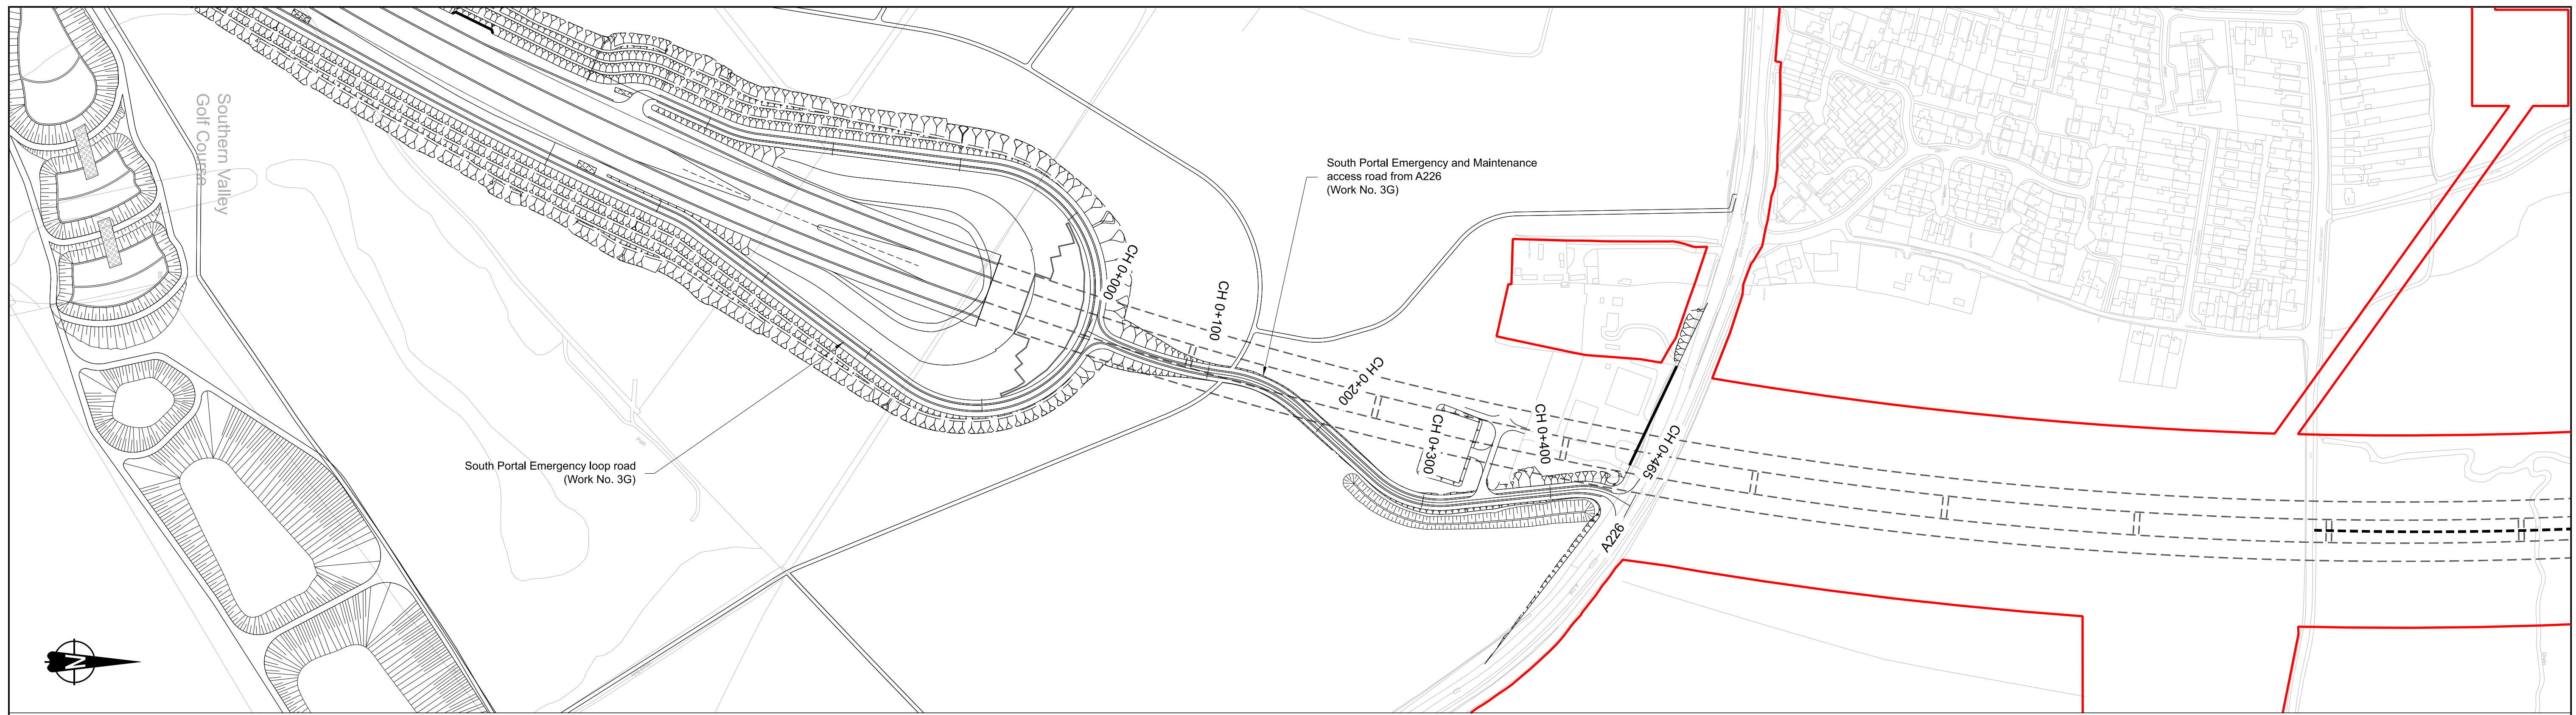 Southern Valley
Golf Course
South Portal Emergency and Maintenance
access road from A226
(Work No. 3G)
CH 0+000
CH 0+100
CH 0+200
CH 0+300
CH 0+400
CH 0+465
A226
South Portal Emergency loop road
(Work No. 3G)
Path
N